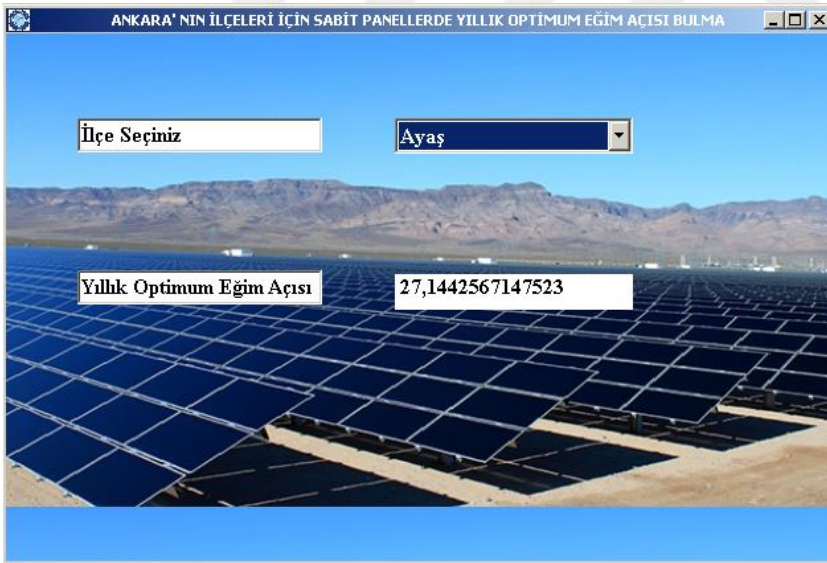 ANKARA' NIN İLÇELERİ İÇİN SABİT PANELLERDE YILLIK OPTİMUM EĞİM AÇISI BULMA
İlçe Seçiniz
Ayaş
Yıllık Optimum Eğim Açısı
27,1442567147523